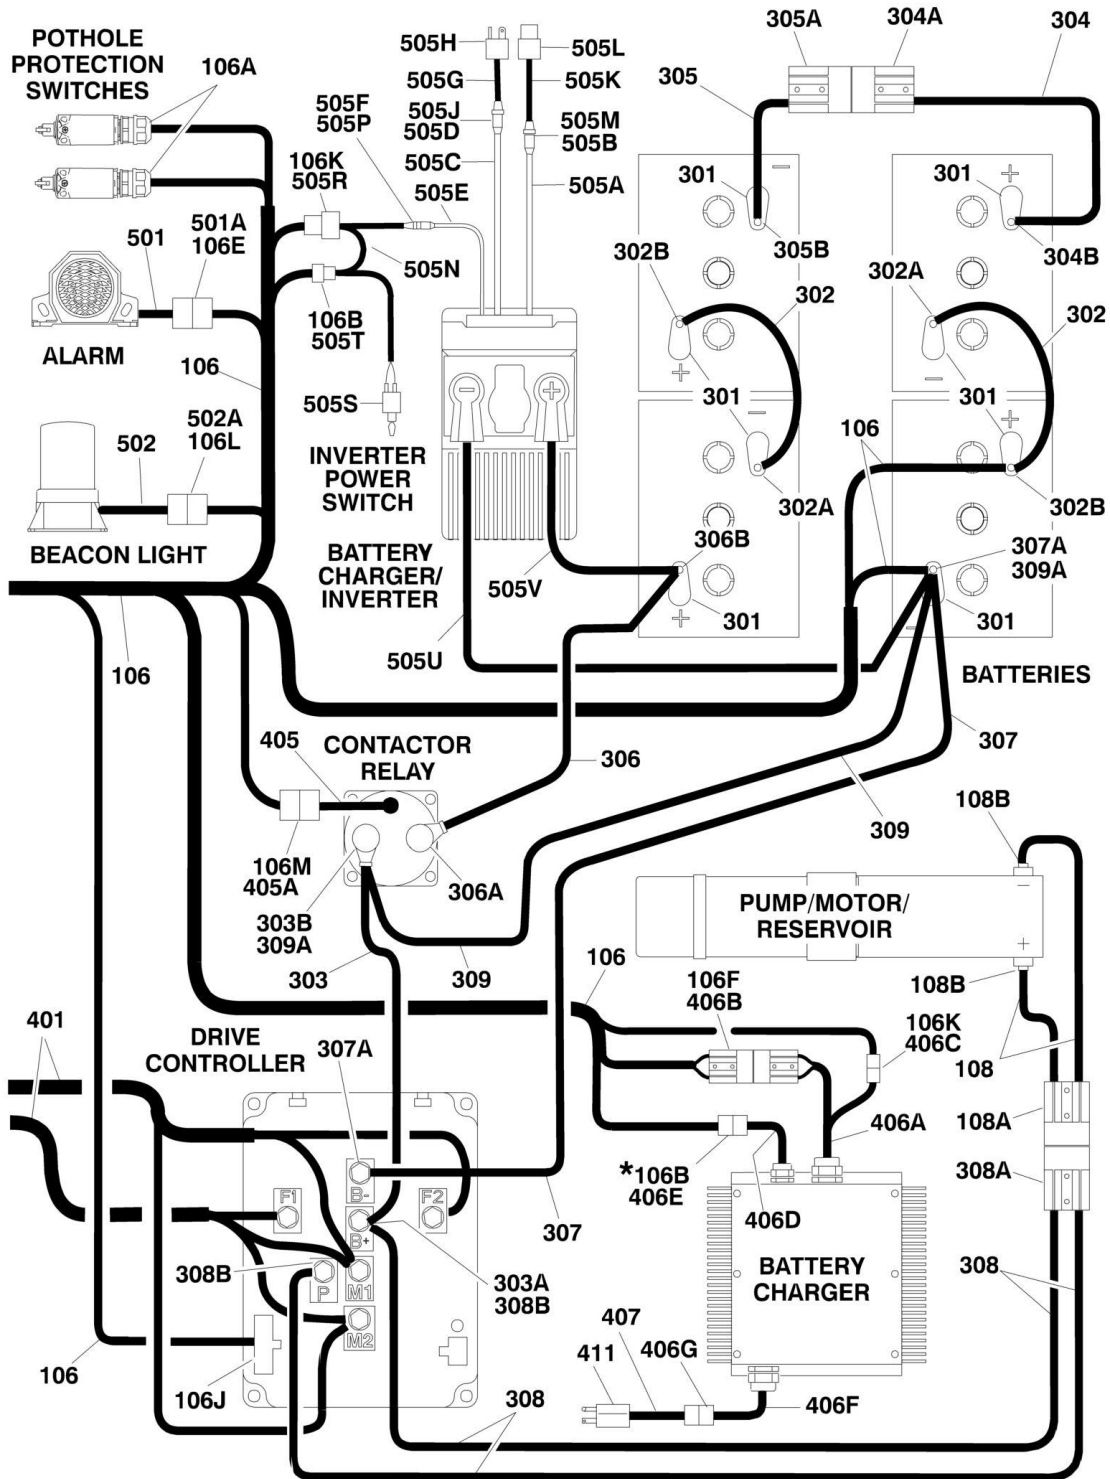 POTHOLE
PROTECTION
SWITCHES
106A
505H
505L
505G
505K
505F
505P
505J
505D
505M
505B
505C
505A
505E
106K
505R
305A
304A
304
305
−
+
301
301
305B
304B
302B
302A
302
302
501
501A
106E
505N
106B
505T
ALARM
106
505S
−
+
+
−
301
−
301
+
502
502A
106L
INVERTER
POWER
SWITCH
106
302A
302B
BEACON LIGHT
BATTERY
CHARGER/
INVERTER
505V
306B
307A
309A
301
301
+
−
505U
106
BATTERIES
405
CONTACTOR
RELAY
306
307
309
108B
106M
405A
306A
303B
309A
PUMP/MOTOR/
RESERVOIR
−
+
303
309
106
106F
406B
108B
106K
406C
108
401
DRIVE
CONTROLLER
307A
108A
406A
*106B
406E
308A
B-
F1
F2
B+
307
406D
308B
P
M1
303A
308B
BATTERY
CHARGER
308
M2
407
406G
411
106
106J
308
406F